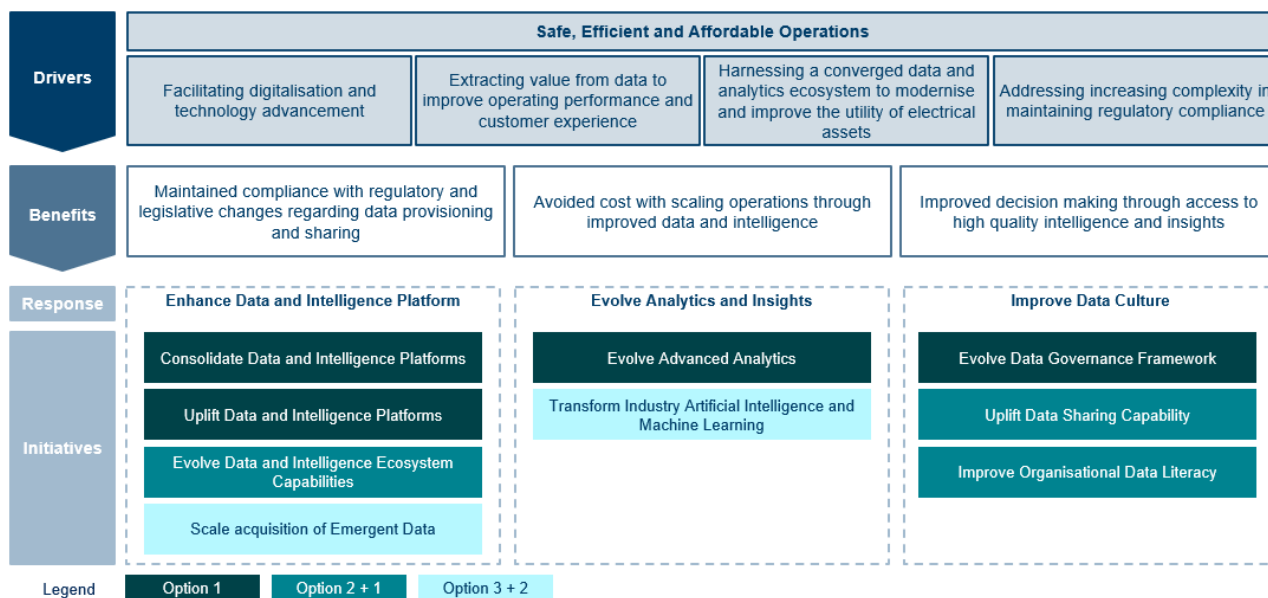 Drivers
Safe, Efficient and Affordable Operations
Facilitating digitalisation and
technology advancement
Extracting value from data to
improve operating performance and
customer experience
Harnessing a converged data and
analytics ecosystem to modernise
and improve the utility of electrical
assets
Addressing increasing complexity in
maintaining regulatory compliance
Benefits
Maintained compliance with regulatory and
legislative changes regarding data provisioning
and sharing
Avoided cost with scaling operations through
improved data and intelligence
Improved decision making through access to
high quality intelligence and insights
Response
Enhance Data and Intelligence Platform
Evolve Analytics and Insights
Improve Data Culture
Initiatives
Consolidate Data and Intelligence Platforms
Uplift Data and Intelligence Platforms
Evolve Data and Intelligence Ecosystem
Capabilities
Scale acquisition of Emergent Data
Evolve Advanced Analytics
Transform Industry Artificial Intelligence and
Machine Learning
Evolve Data Governance Framework
Uplift Data Sharing Capability
Improve Organisational Data Literacy
Legend
Option 1
Option 2 + 1
Option 3 + 2